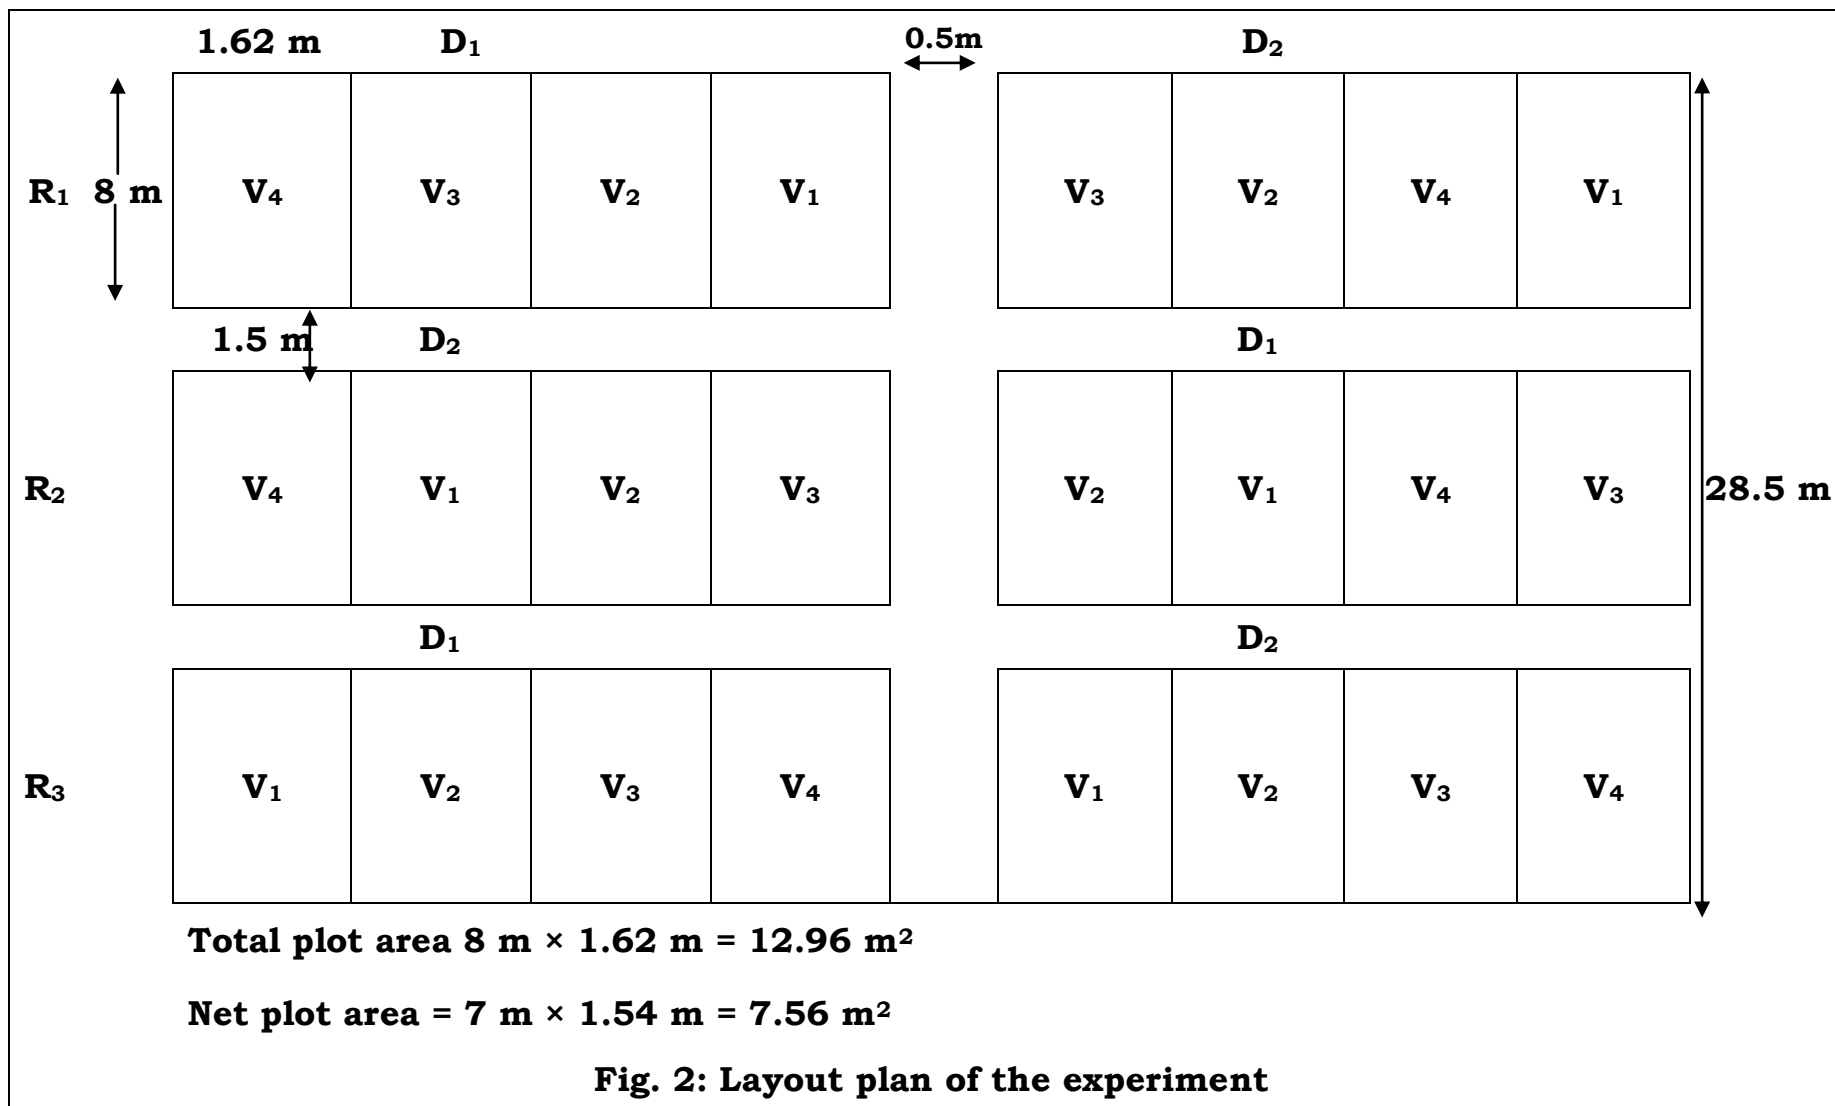 1.62 m D₁ 0.5m D₂
R₁ 8 m V₄ V₃ V₂ V₁ V₃ V₂ V₄ V₁
1.5 m D₂ D₁
R₂ V₄ V₁ V₂ V₃ V₂ V₁ V₄ V₃ 28.5 m
D₁ D₂
R₃ V₁ V₂ V₃ V₄ V₁ V₂ V₃ V₄
Total plot area 8 m × 1.62 m = 12.96 m²
Net plot area = 7 m × 1.54 m = 7.56 m²
Fig. 2: Layout plan of the experiment